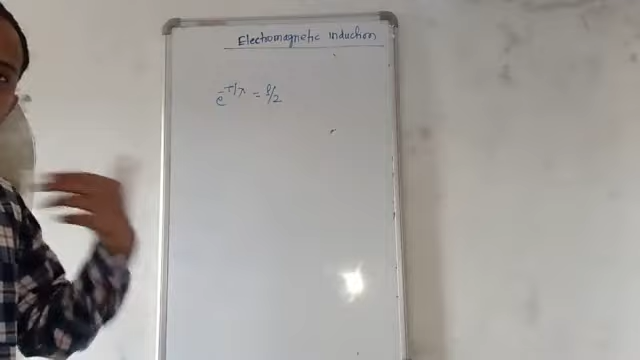 Electromagnetic induction
e^-T/λ = 1/2